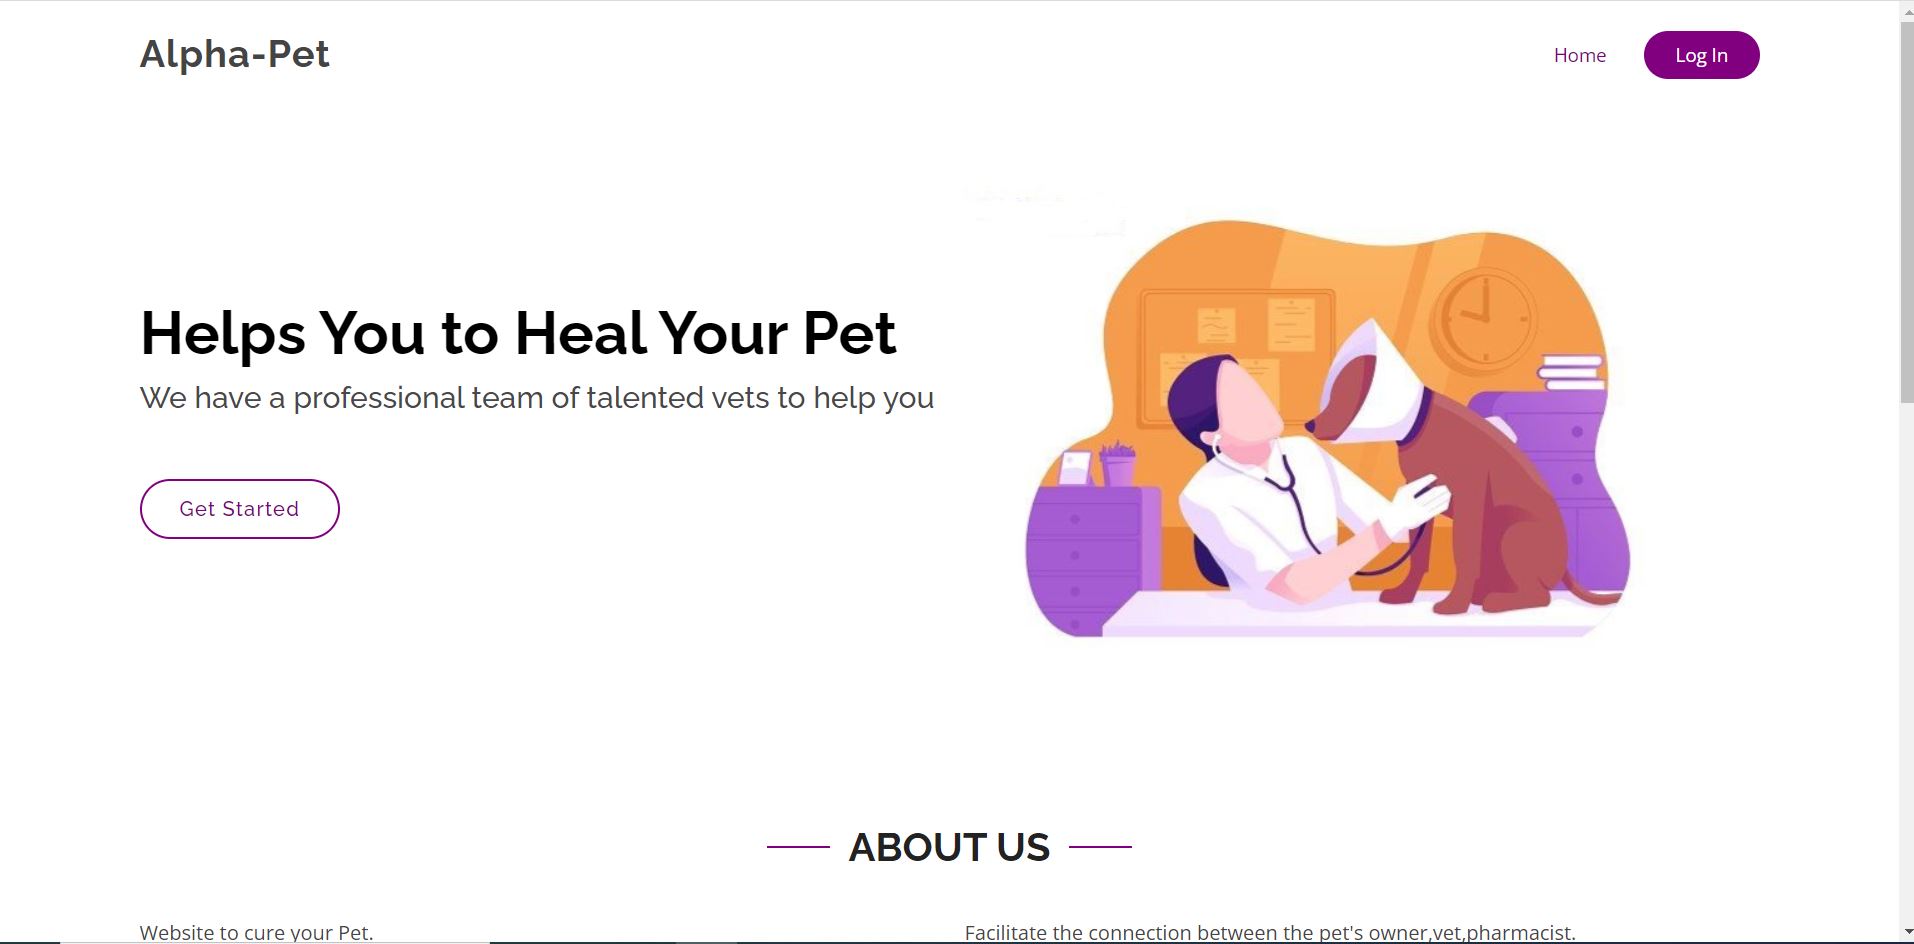 Alpha-Pet
Home
Log In
Helps You to Heal Your Pet
We have a professional team of talented vets to help you
Get Started
ABOUT US
Website to cure your Pet.
Facilitate the connection between the pet's owner,vet,pharmacist.